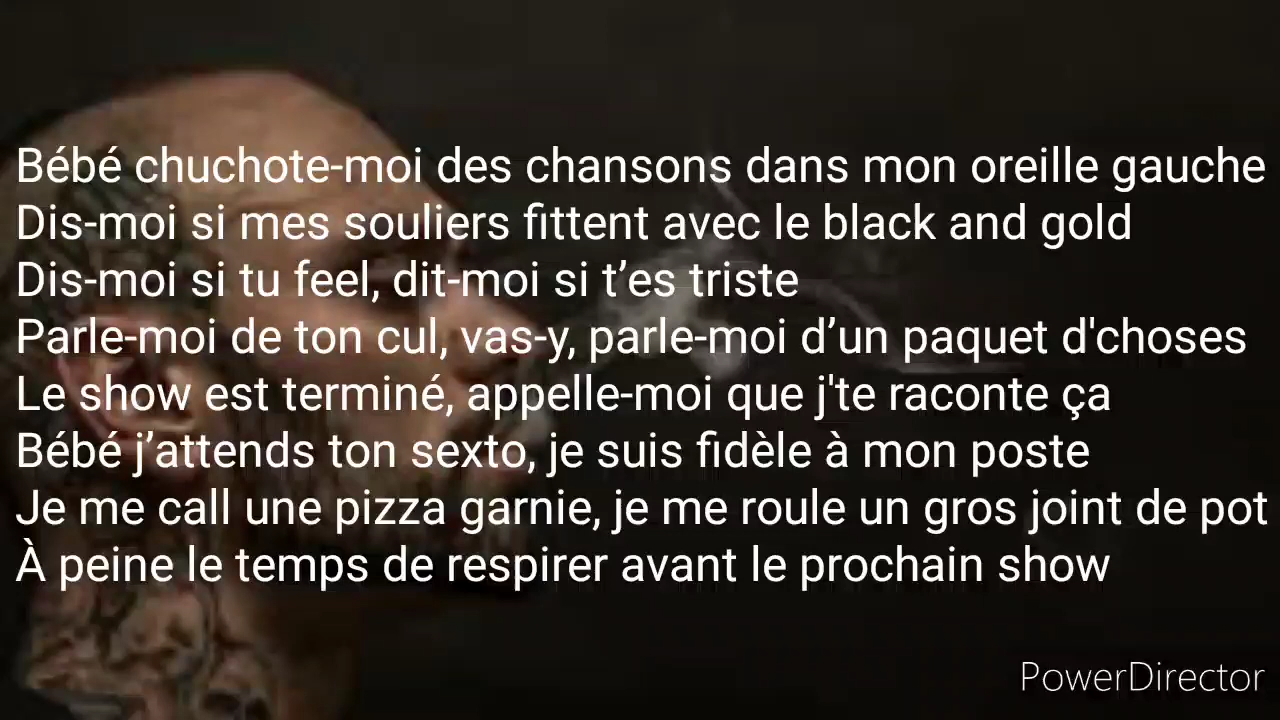 Bébé chuchote-moi des chansons dans mon oreille gauche
Dis-moi si mes souliers fittent avec le black and gold
Dis-moi si tu feel, dit-moi si t’es triste
Parle-moi de ton cul, vas-y, parle-moi d’un paquet d'choses
Le show est terminé, appelle-moi que j'te raconte ça
Bébé j’attends ton sexto, je suis fidèle à mon poste
Je me call une pizza garnie, je me roule un gros joint de pot
À peine le temps de respirer avant le prochain show
PowerDirector